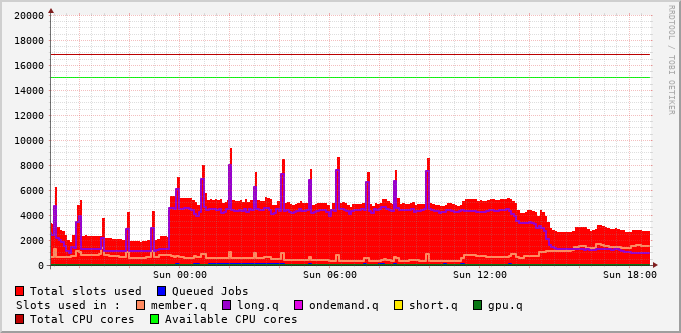 20000
18000
16000
14000
12000
10000
8000
6000
4000
2000
0
Sun 00:00 Sun 06:00 Sun 12:00 Sun 18:00
RRDTOOL / TOBI OETIKER
Total slots used Queued Jobs
Slots used in : member.q long.q ondemand.q short.q gpu.q
Total CPU cores Available CPU cores